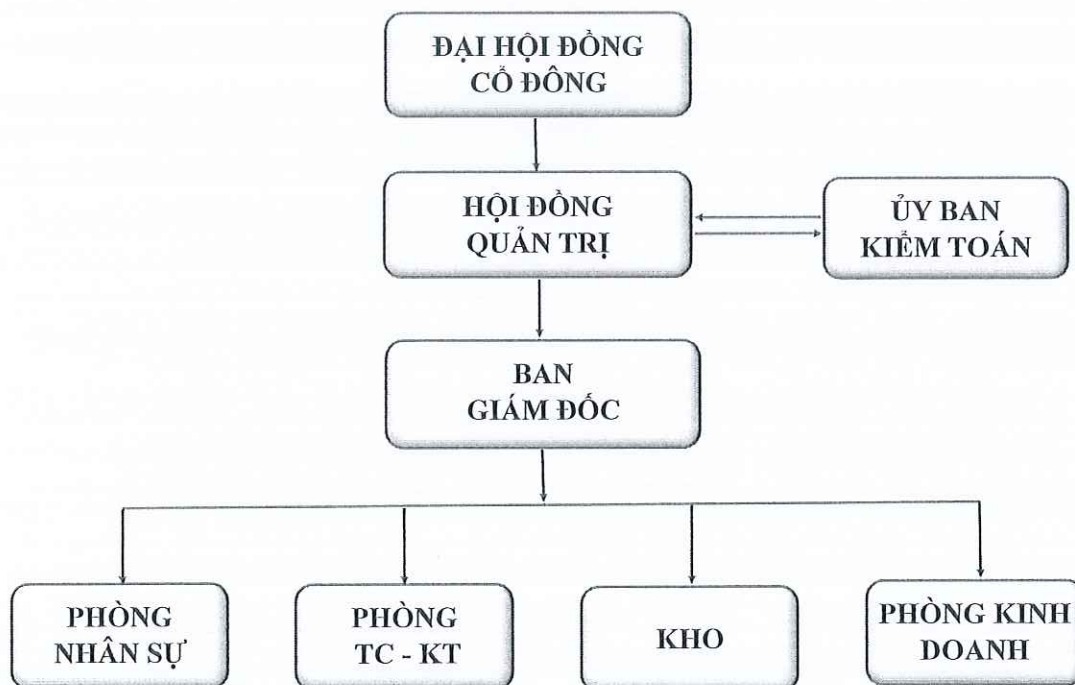 ĐẠI HỘI ĐỒNG
CỔ ĐÔNG
HỘI ĐỒNG
QUẢN TRỊ
ỦY BAN
KIỂM TOÁN
BAN
GIÁM ĐỐC
PHÒNG
NHÂN SỰ
PHÒNG
TC - KT
KHO
PHÒNG KINH
DOANH